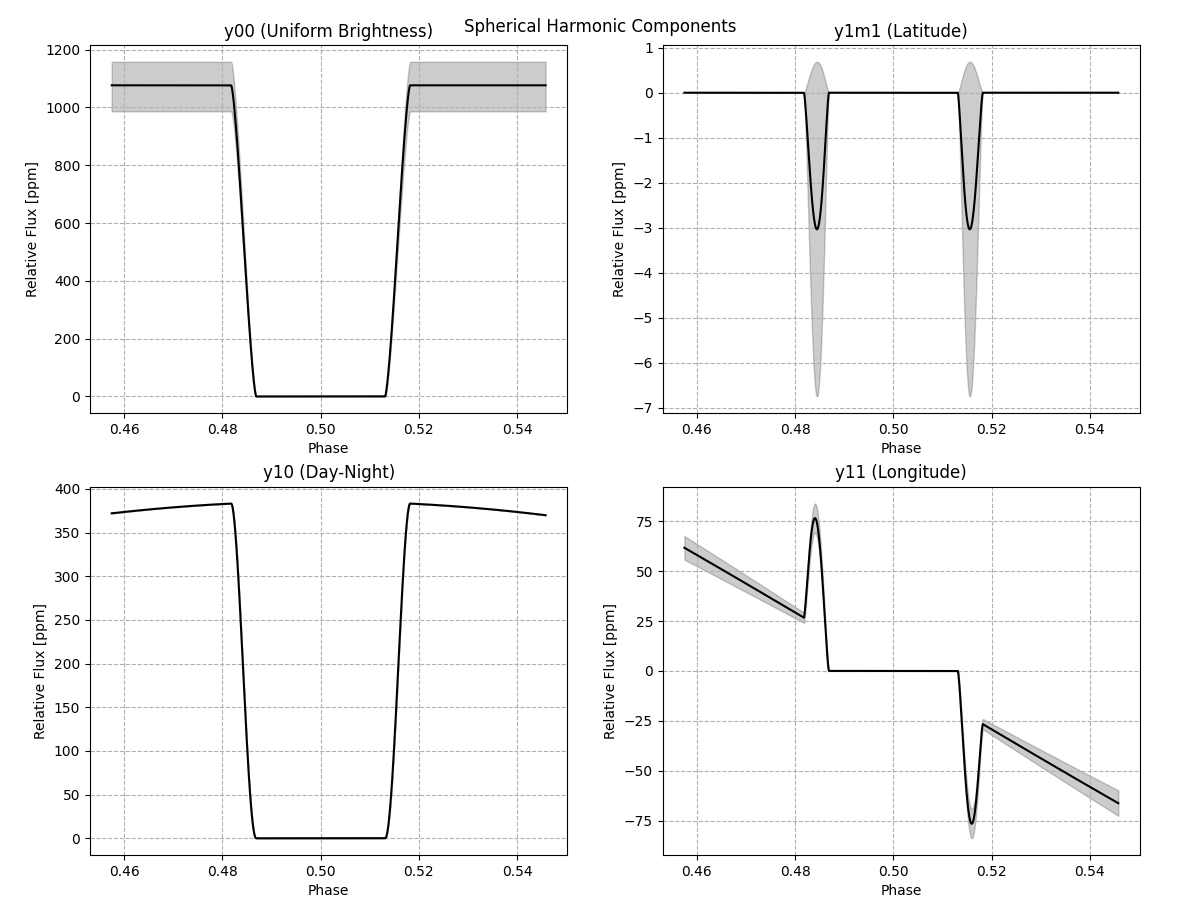 Spherical Harmonic Components
y00 (Uniform Brightness)
1200
1000
800
600
400
200
0
Relative Flux [ppm]
0.46 0.48 0.50 0.52 0.54
Phase
y1m1 (Latitude)
1
0
−1
−2
−3
−4
−5
−6
−7
Relative Flux [ppm]
0.46 0.48 0.50 0.52 0.54
Phase
y10 (Day-Night)
400
350
300
250
200
150
100
50
0
Relative Flux [ppm]
0.46 0.48 0.50 0.52 0.54
Phase
y11 (Longitude)
75
50
25
0
−25
−50
−75
Relative Flux [ppm]
0.46 0.48 0.50 0.52 0.54
Phase